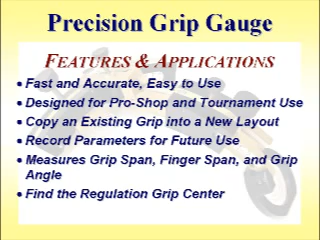 Precision Grip Gauge
FEATURES & APPLICATIONS
• Fast and Accurate, Easy to Use
• Designed for Pro-Shop and Tournament Use
• Copy an Existing Grip into a New Layout
• Record Parameters for Future Use
• Measures Grip Span, Finger Span, and Grip
Angle
• Find the Regulation Grip Center